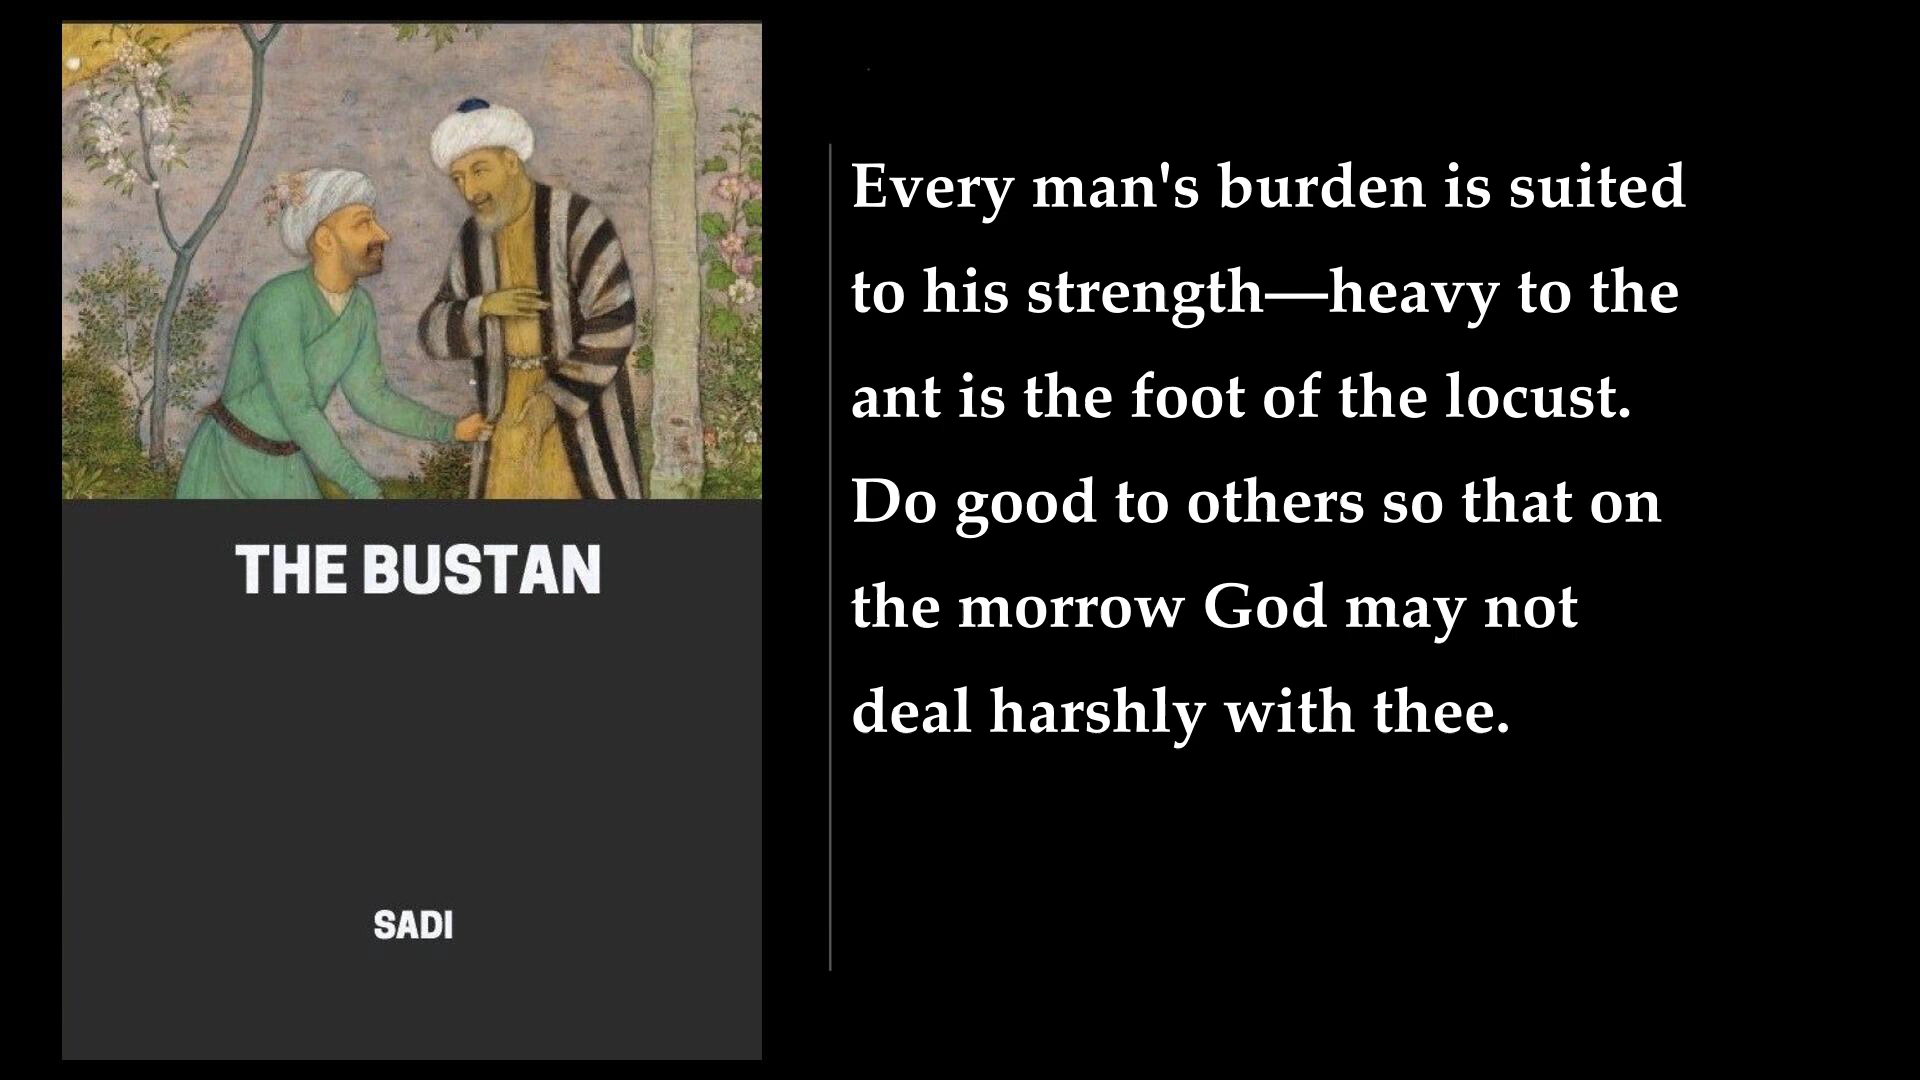 THE BUSTAN
SADI
Every man's burden is suited
to his strength—heavy to the
ant is the foot of the locust.
Do good to others so that on
the morrow God may not
deal harshly with thee.